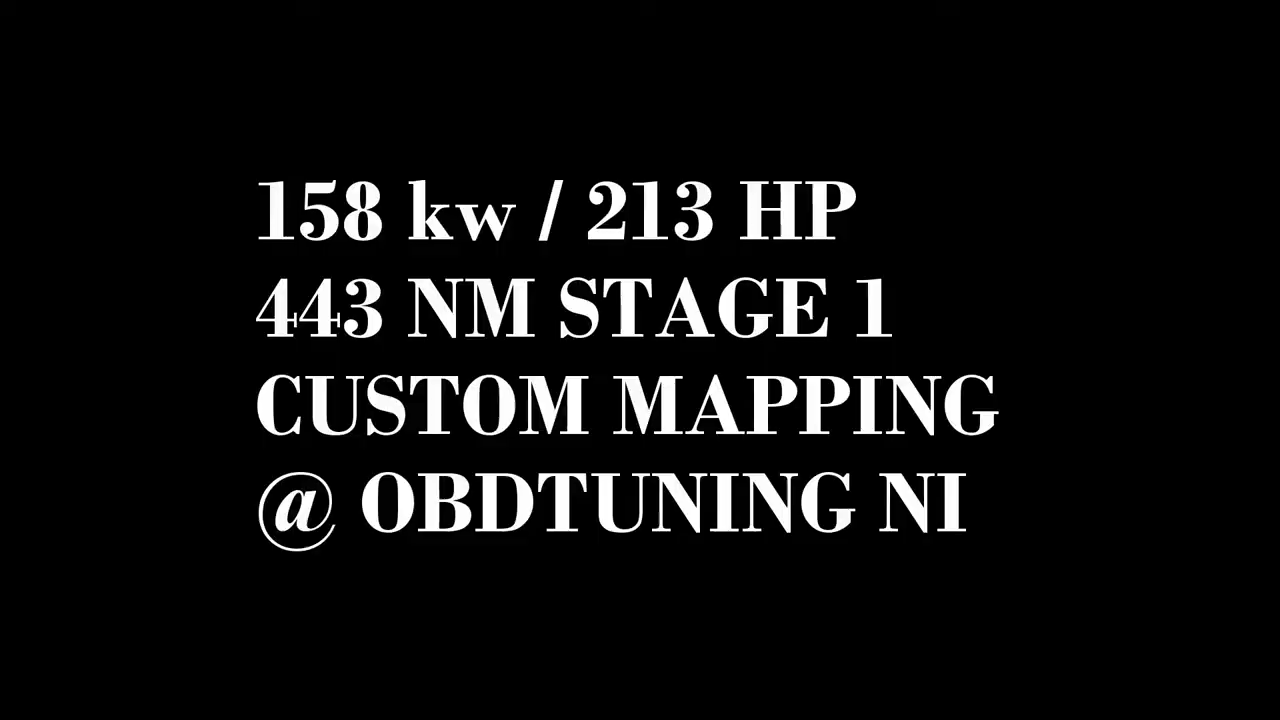 158 kw / 213 HP
443 NM STAGE 1
CUSTOM MAPPING
@ OBDTUNING NI